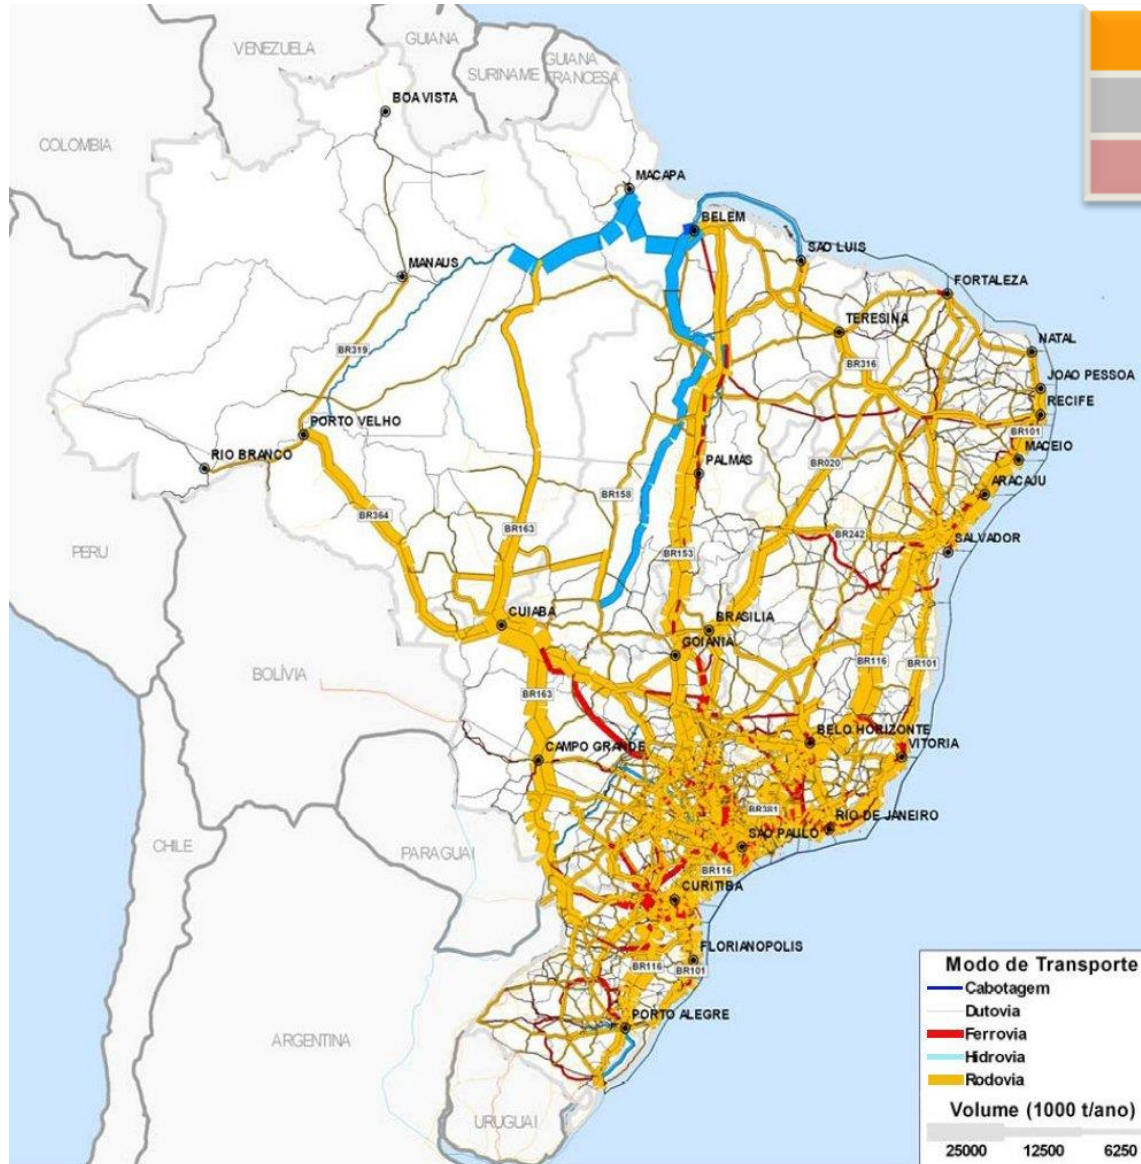 VENEZUELA
GUIANA
SURINAME
GUIANA
FRANCESA
COLOMBIA
BOA VISTA
MACAPA
BELEM
SAO LUIS
MANAUS
FORTALEZA
TERESINA
NATAL
BR319
BR316
JOAO PESSOA
RECIFE
PORTO VELHO
BR101
MACEIO
RIO BRANCO
PALMAS
BR020
ARACAJU
BR158
BR364
BR163
BR242
SALVADOR
PERU
BR153
CUIABA
BRASILIA
GOIANIA
BR116
BR101
BOLÍVIA
BR163
BELO HORIZONTE
VITORIA
CAMPO GRANDE
BR381
RIO DE JANEIRO
CHILE
PARAGUAI
SAO PAULO
BR116
CURITIBA
FLORIANOPOLIS
BR116
BR101
PORTO ALEGRE
ARGENTINA
URUGUAI
Modo de Transporte
Cabotagem
Dutovia
Ferrovia
Hidrovia
Rodovia
Volume (1000 t/ano)
25000 12500 6250